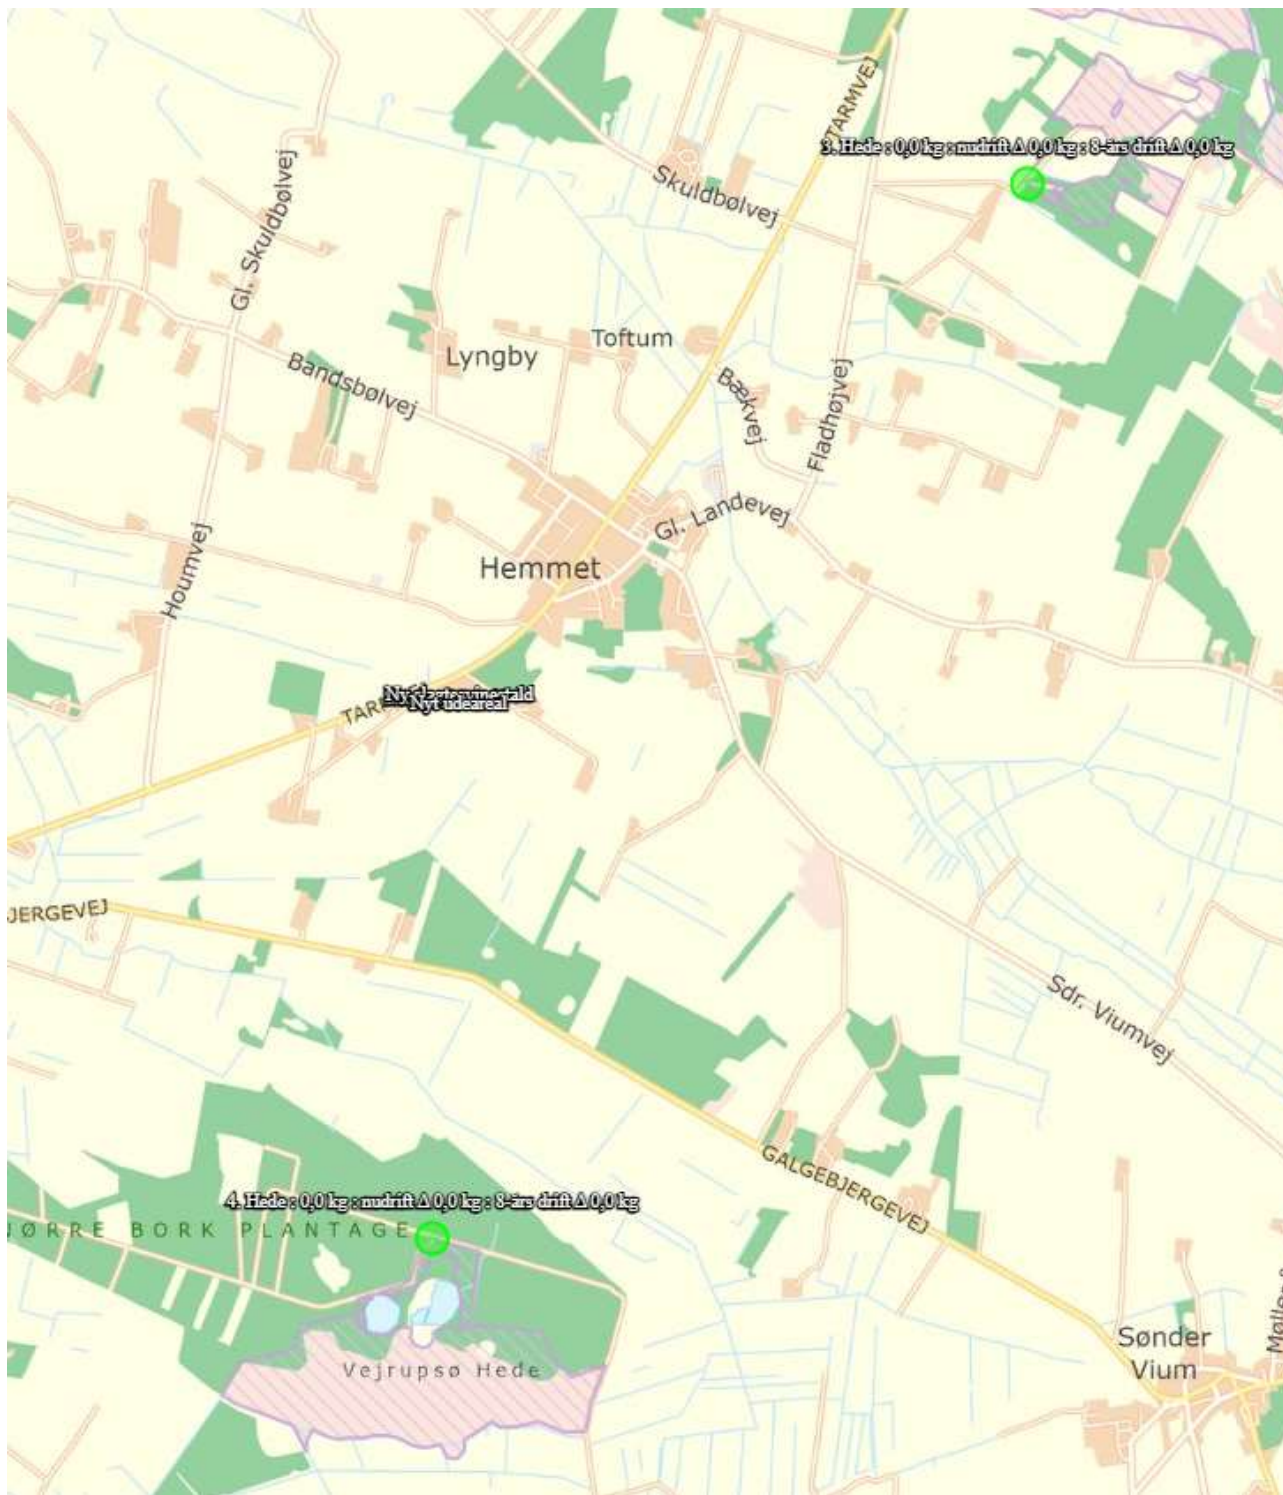 TARMVEJ
3. Hede : 0,0 kg : nudrift Δ 0,0 kg : 8-års drift Δ 0,0 kg
Skuldbølvej
Gl. Skuldbølvej
Toftum
Lyngby
Bandsbølvej
Bækvej
Fladhøjvej
Gl. Landevej
Hemmet
Houmvej
Nyt udeareal
JERGEVEJ
Sdr. Viumvej
GALGEBJERGEVEJ
4. Hede : 0,0 kg : nudrift Δ 0,0 kg : 8-års drift Δ 0,0 kg
ØRRE BORK PLANTAGE
Vejrupsø Hede
Sønder
Vium